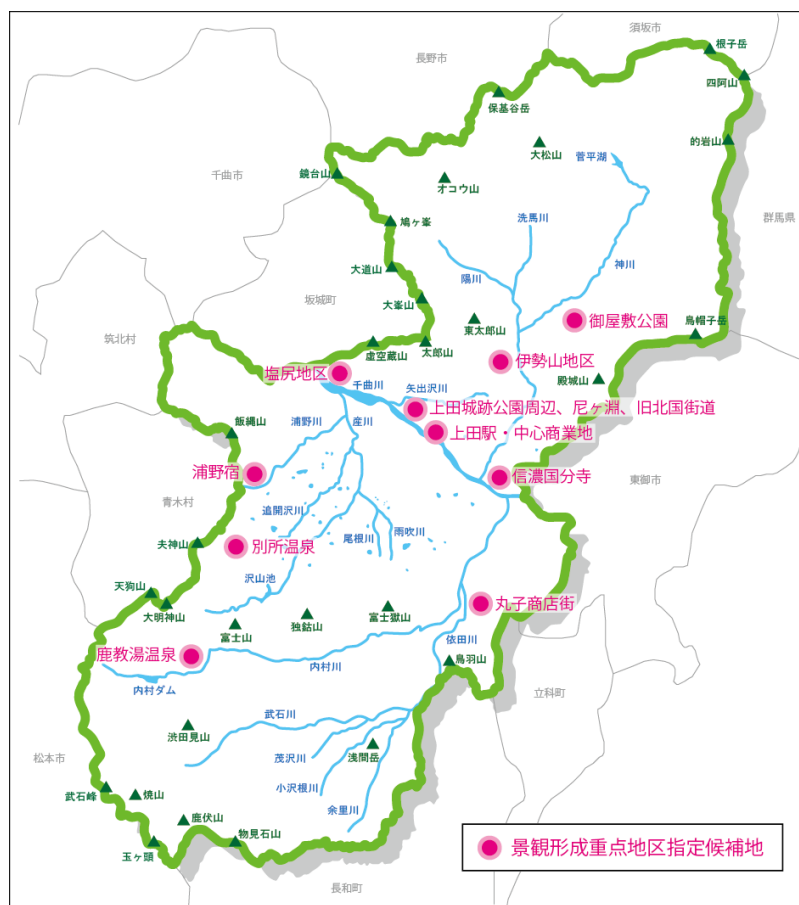 須坂市
根子岳
長野市
四阿山
保基谷岳
的岩山
大松山
菅平湖
千曲市
鏡台山
オコウ山
群馬県
鳩ヶ峯
洗馬川
神川
大道山
陽川
坂城町
大峯山
御屋敷公園
烏帽子岳
東太郎山
筑北村
虚空蔵山
太郎山
伊勢山地区
塩尻地区
殿城山
千曲川
矢出沢川
上田城跡公園周辺、尼ヶ淵、旧北国街道
飯縄山
浦野川
産川
上田駅・中心商業地
浦野宿
信濃国分寺
東御市
青木村
追開沢川
雨吹川
尾根川
夫神山
別所温泉
沢山池
天狗山
大明神山
丸子商店街
富士山
独鈷山
富士嶽山
依田川
鹿教湯温泉
内村川
鳥羽山
内村ダム
立科町
武石川
渋田見山
茂沢川
浅間岳
松本市
小沢根川
武石峰
焼山
余里川
鹿伏山
物見石山
玉ヶ頭
景観形成重点地区指定候補地
長和町